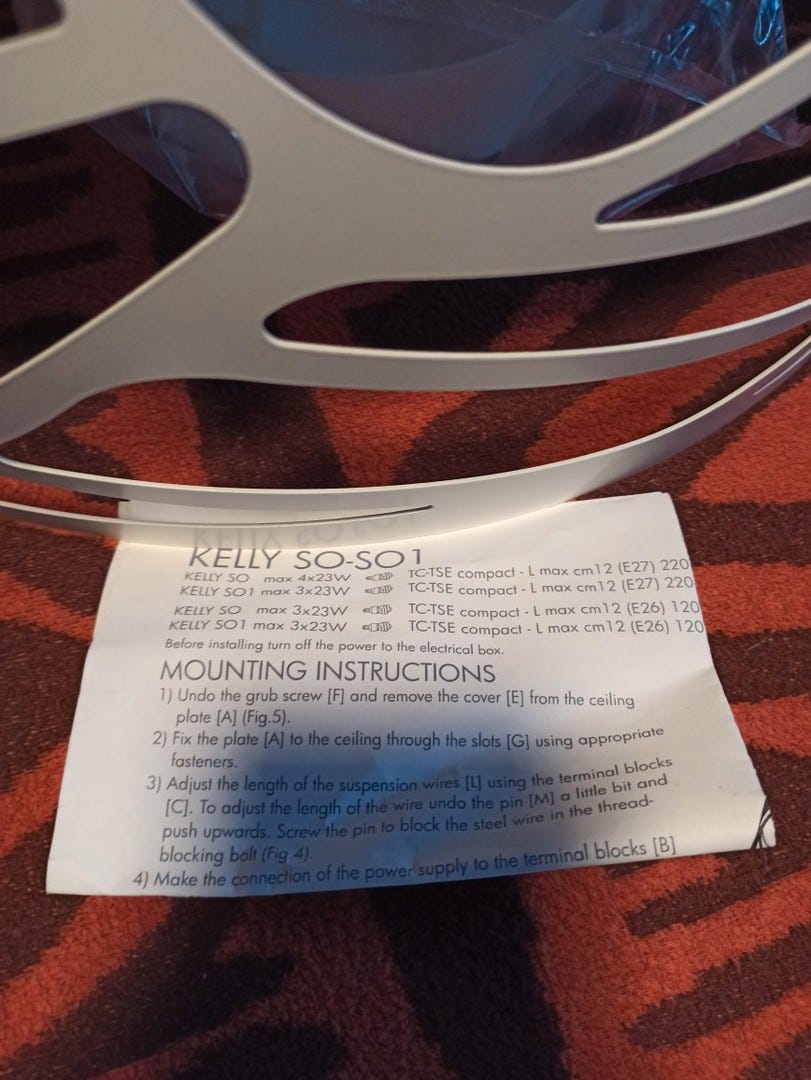 KELLY SO-SO1
KELLY SO max 4x23W TC-TSE compact - L max cm12 (E27) 220
KELLY SO1 max 3x23W TC-TSE compact - L max cm12 (E27) 220
KELLY SO max 3x23W TC-TSE compact - L max cm12 (E26) 120
KELLY SO1 max 3x23W TC-TSE compact - L max cm12 (E26) 120
Before installing turn off the power to the electrical box.
MOUNTING INSTRUCTIONS
1) Undo the grub screw [F] and remove the cover [E] from the ceiling
plate [A] (Fig.5).
2) Fix the plate [A] to the ceiling through the slots [G] using appropriate
fasteners.
3) Adjust the length of the suspension wires [L] using the terminal blocks
[C]. To adjust the length of the wire undo the pin [M] a little bit and
push upwards. Screw the pin to block the steel wire in the thread-
blocking bolt (Fig.4).
4) Make the connection of the power supply to the terminal blocks [B]